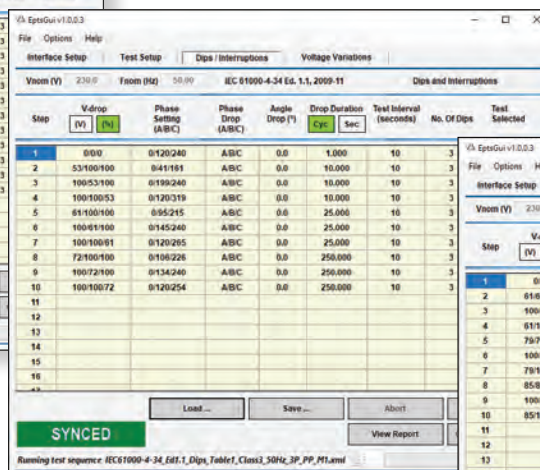 EptsGui v1.0.0.3
File Options Help
Interface Setup Test Setup Dips / Interruptions Voltage Variations
Vnom (V) 230.0 Fnom (Hz) 50.00 IEC 61000-4-34 Ed. 1.1, 2009-11 Dips and Interruptions
Step V-drop (V) (%) Phase Setting (A/B/C) Phase Drop (A/B/C) Angle Drop (°) Drop Duration Cyc Sec Test Interval (seconds) No. Of Dips Test Selected
1 0/0/0 0/120/240 A/B/C 0.0 1.000 10 3
2 53/100/100 0/41/161 A/B/C 0.0 10.000 10 3
3 100/53/100 0/199/240 A/B/C 0.0 10.000 10 3
4 100/100/53 0/120/319 A/B/C 0.0 10.000 10 3
5 61/100/100 0/95/215 A/B/C 0.0 25.000 10 3
6 100/61/100 0/145/240 A/B/C 0.0 25.000 10 3
7 100/100/61 0/120/265 A/B/C 0.0 25.000 10 3
8 72/100/100 0/106/226 A/B/C 0.0 250.000 10 3
9 100/72/100 0/134/240 A/B/C 0.0 250.000 10 3
10 100/100/72 0/120/254 A/B/C 0.0 250.000 10 3
11
12
13
14
15
16
Load ... Save ... Abort
SYNCED View Report
Running test sequence IEC61000-4-34_Ed1.1_Dips_Table1_Class3_50Hz_3P_PP_M1.xml
EptsGui v1.0.0.3
File Options
Interface Setup
Vnom (V)
Step (V)
1
2
3
4
5
6
7
8
9
10
11
12
13